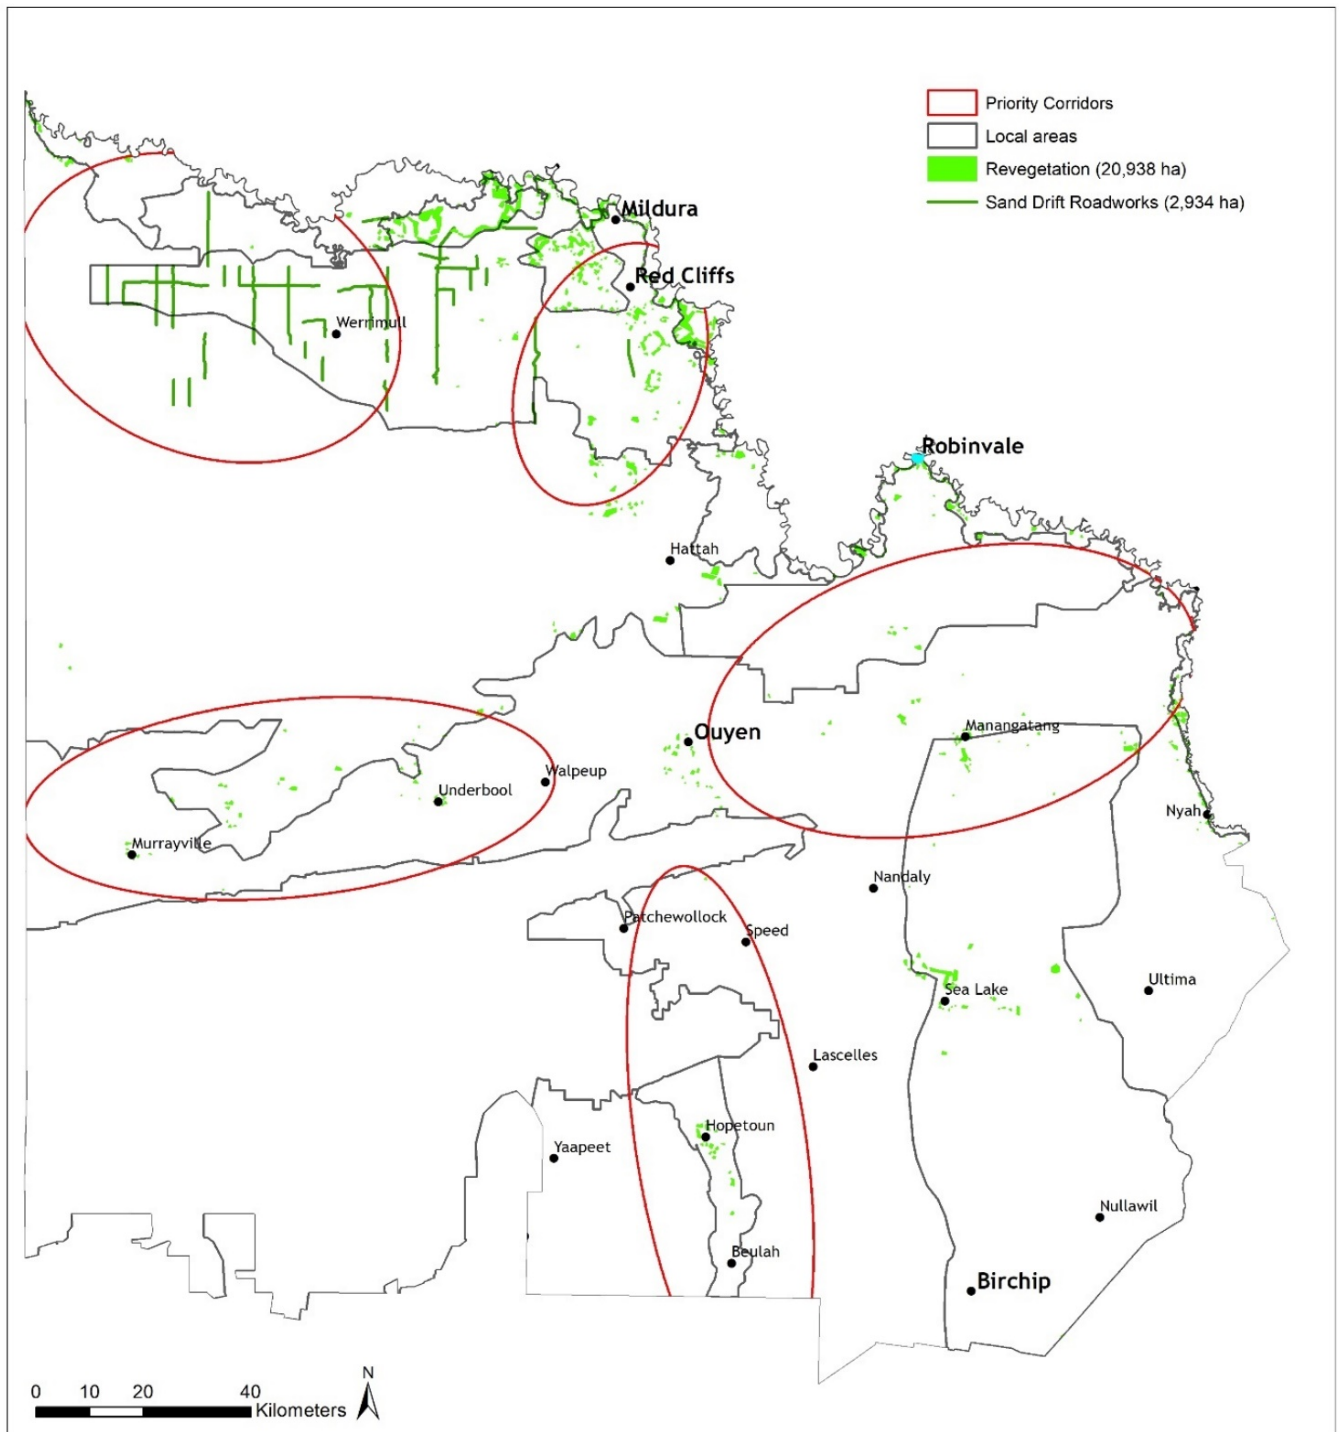 Priority Corridors
Local areas
Revegetation (20,938 ha)
Sand Drift Roadworks (2,934 ha)
Mildura
Red Cliffs
Werrimull
Robinvale
Hattah
Ouyen
Manangatang
Walpeup
Underbool
Nyah
Murrayville
Nandaly
Patchewollock
Speed
Ultima
Sea Lake
Lascelles
Hopetoun
Yaapeet
Nullawil
Beulah
Birchip
N
0 10 20 40
Kilometers